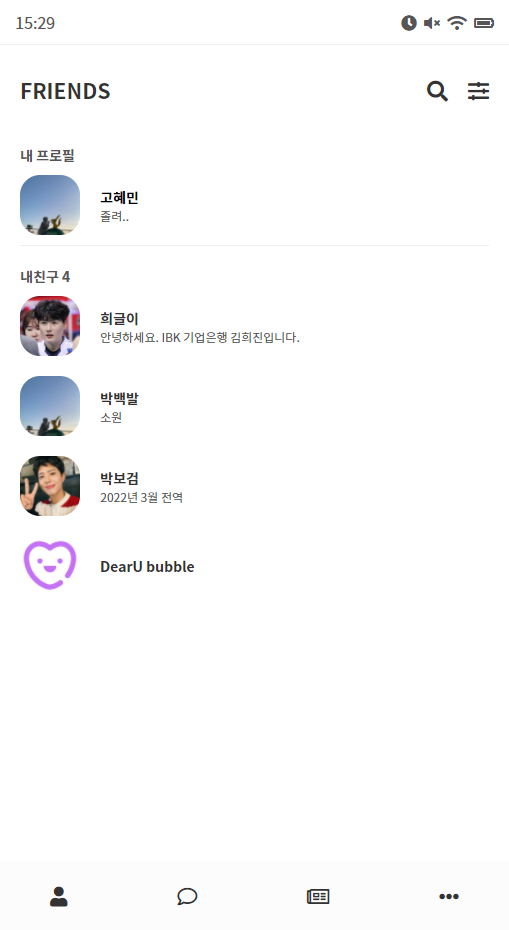 15:29
FRIENDS
내 프로필
고혜민
졸려..
내친구 4
희글이
안녕하세요. IBK 기업은행 김희진입니다.
박백발
소원
박보검
2022년 3월 전역
DearU bubble